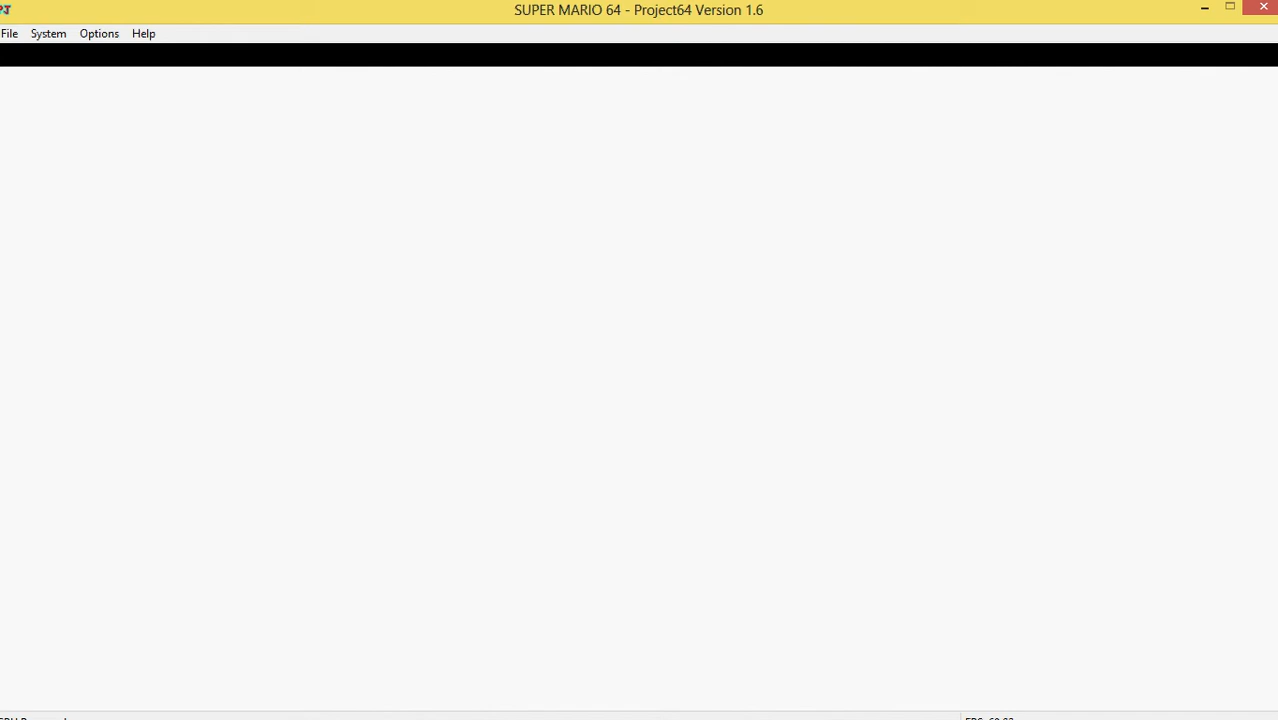 SUPER MARIO 64 - Project64 Version 1.6
File System Options Help